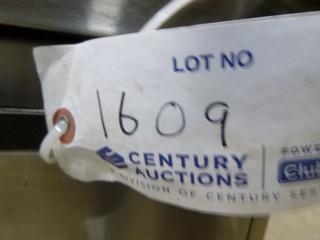 LOT NO
1609
CENTURY
AUCTIONS
DIVISION OF CENTURY